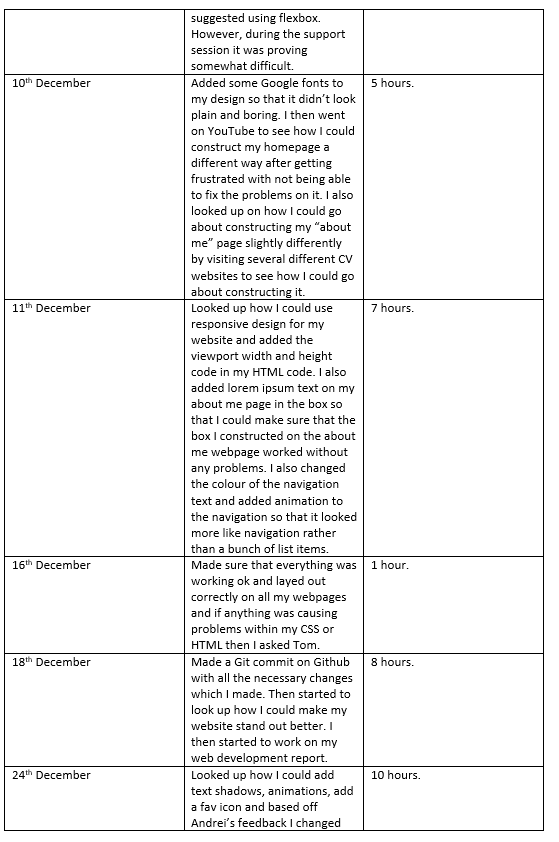 suggested using flexbox.
However, during the support
session it was proving
somewhat difficult.
10th December
Added some Google fonts to
my design so that it didn’t look
plain and boring. I then went
on YouTube to see how I could
construct my homepage a
different way after getting
frustrated with not being able
to fix the problems on it. I also
looked up on how I could go
about constructing my “about
me” page slightly differently
by visiting several different CV
websites to see how I could go
about constructing it.
5 hours.
11th December
Looked up how I could use
responsive design for my
website and added the
viewport width and height
code in my HTML code. I also
added lorem ipsum text on my
about me page in the box so
that I could make sure that the
box I constructed on the about
me webpage worked without
any problems. I also changed
the colour of the navigation
text and added animation to
the navigation so that it looked
more like navigation rather
than a bunch of list items.
7 hours.
16th December
Made sure that everything was
working ok and layed out
correctly on all my webpages
and if anything was causing
problems within my CSS or
HTML then I asked Tom.
1 hour.
18th December
Made a Git commit on Github
with all the necessary changes
which I made. Then started to
look up how I could make my
website stand out better. I
then started to work on my
web development report.
8 hours.
24th December
Looked up how I could add
text shadows, animations, add
a fav icon and based off
Andrei’s feedback I changed
10 hours.